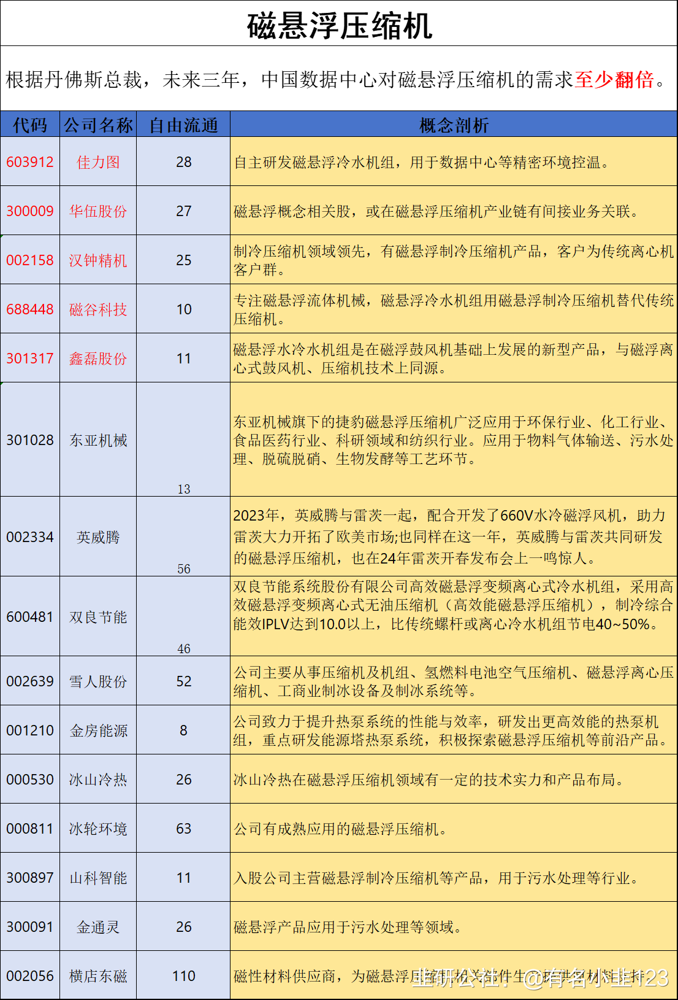 磁悬浮压缩机
根据丹佛斯总裁，未来三年，中国数据中心对磁悬浮压缩机的需求至少翻倍。
代码 公司名称 自由流通 概念剖析
603912 佳力图 28 自主研发磁悬浮冷水机组，用于数据中心等精密环境控温。
300009 华伍股份 27 磁悬浮概念相关股，或在磁悬浮压缩机产业链有间接业务关联。
002158 汉钟精机 25 制冷压缩机领域领先，有磁悬浮制冷压缩机产品，客户为传统离心机
客户群。
688448 磁谷科技 10 专注磁悬浮流体机械，磁悬浮冷水机组用磁悬浮制冷压缩机替代传统
压缩机。
301317 鑫磊股份 11 磁悬浮水冷水机组是在磁浮鼓风机基础上发展的新型产品，与磁浮离
心式鼓风机、压缩机技术上同源。
301028 东亚机械 13 东亚机械旗下的捷豹磁悬浮压缩机广泛应用于环保行业、化工行业、
食品医药行业、科研领域和纺织行业。应用于物料气体输送、污水处
理、脱硫脱硝、生物发酵等工艺环节。
002334 英威腾 56 2023年，英威腾与雷茨一起，配合开发了660V水冷磁浮风机，助力
雷茨大力开拓了欧美市场;也同样在这一年，英威腾与雷茨共同研发
的磁悬浮压缩机，也在24年雷茨开春发布会上一鸣惊人。
600481 双良节能 46 双良节能系统股份有限公司高效磁悬浮变频离心式冷水机组，采用高
效磁悬浮变频离心式无油压缩机（高效能磁悬浮压缩机），制冷综合
能效IPLV达到10.0以上，比传统螺杆或离心冷水机组节电40~50%。
002639 雪人股份 52 公司主要从事压缩机及机组、氢燃料电池空气压缩机、磁悬浮离心压
缩机、工商业制冰设备及制冰系统等。
001210 金房能源 8 公司致力于提升热泵系统的性能与效率，研发出更高效能的热泵机
组，重点研发能源塔热泵系统，积极探索磁悬浮压缩机等前沿产品。
000530 冰山冷热 26 冰山冷热在磁悬浮压缩机领域有一定的技术实力和产品布局。
000811 冰轮环境 63 公司有成熟应用的磁悬浮压缩机。
300897 山科智能 11 入股公司主营磁悬浮制冷压缩机等产品，用于污水处理等行业。
300091 金通灵 26 磁悬浮产品应用于污水处理等领域。
002056 横店东磁 110 磁性材料供应商，为磁悬浮压缩机相关部件生产提供原材料支持。
韭研公社：@有名小韭123